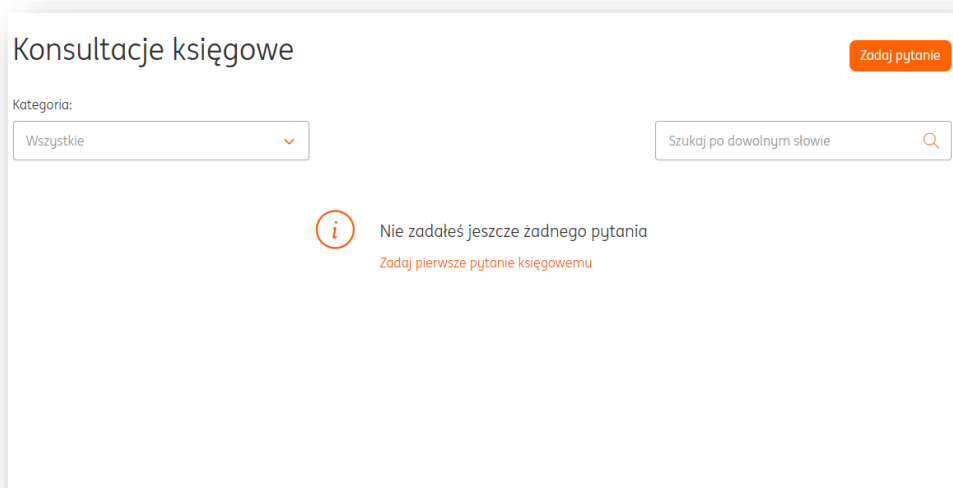 Konsultacje księgowe
Zadaj pytanie
Kategoria:
Wszystkie
Szukaj po dowolnym słowie
i
Nie zadałeś jeszcze żadnego pytania
Zadaj pierwsze pytanie księgowemu